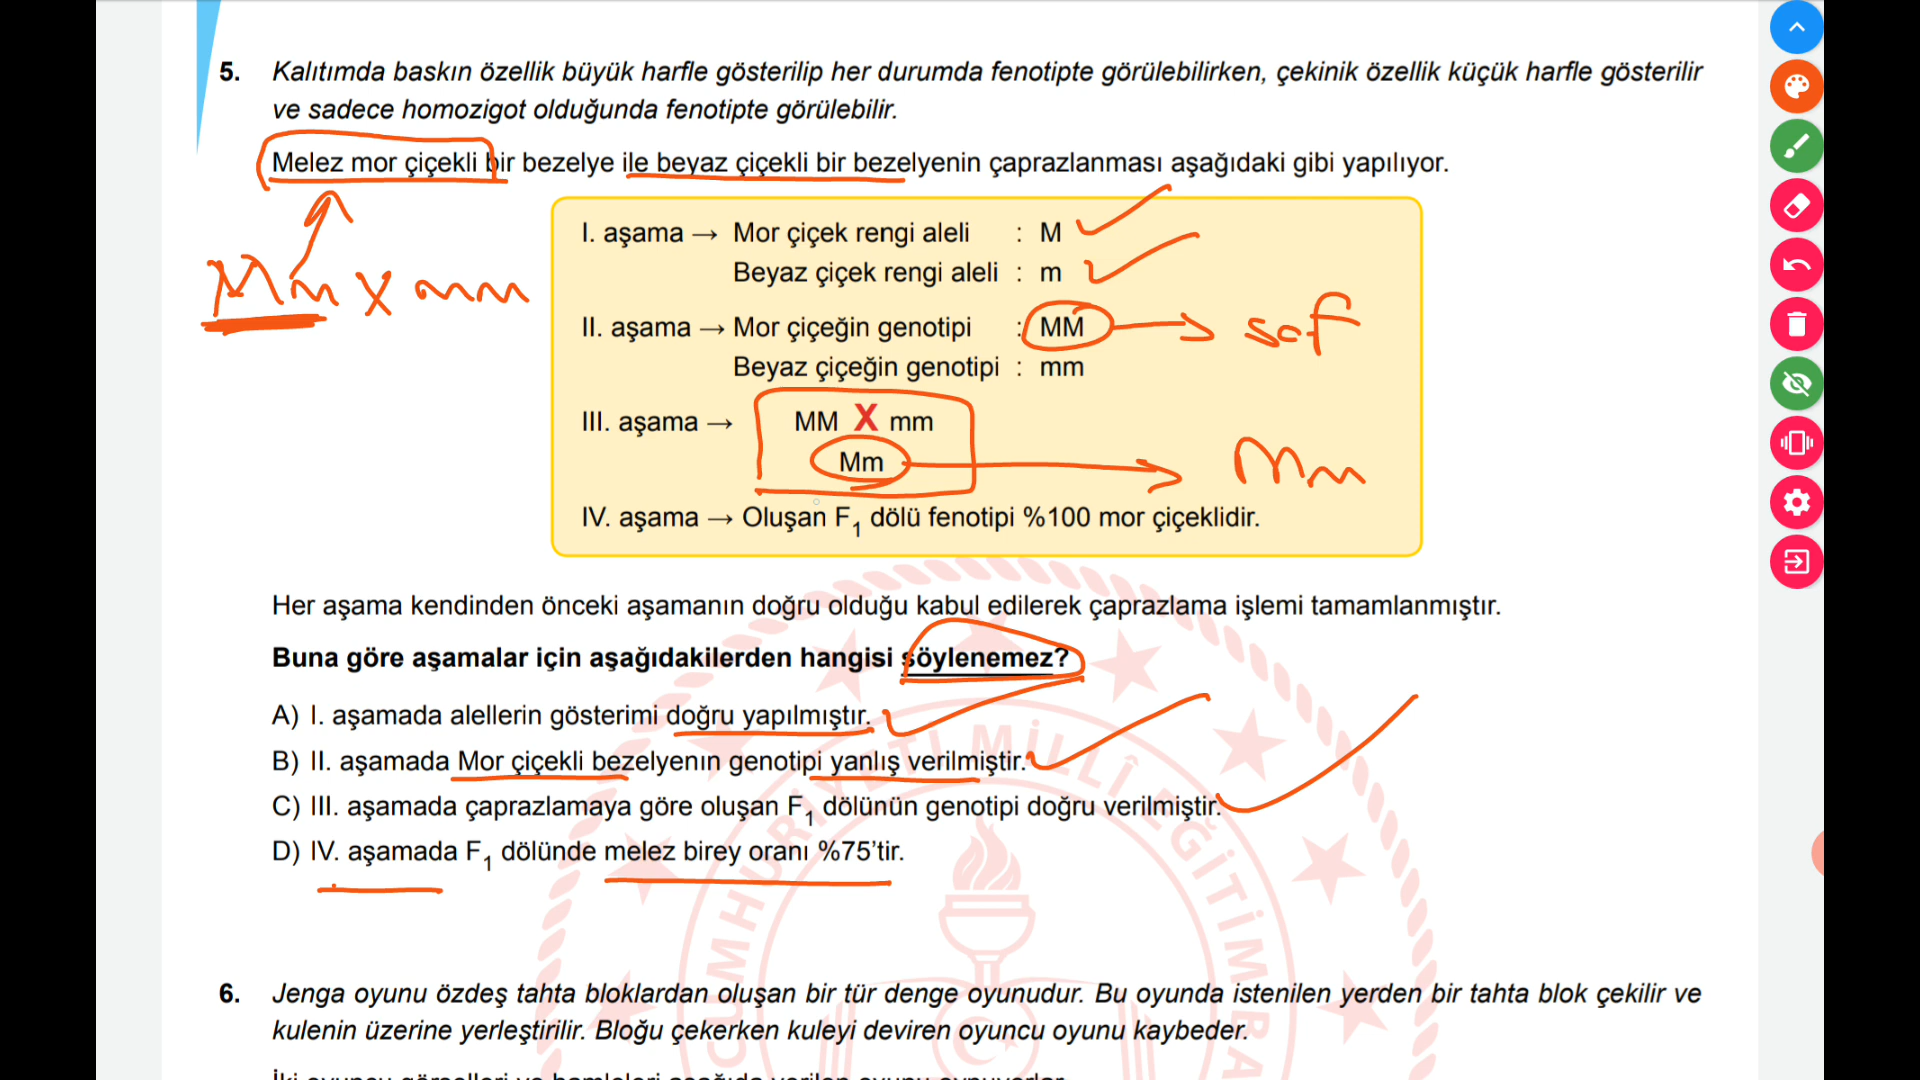 5. Kalıtımda baskın özellik büyük harfle gösterilip her durumda fenotipte görülebilirken, çekinik özellik küçük harfle gösterilir
ve sadece homozigot olduğunda fenotipte görülebilir.
Melez mor çiçekli bir bezelye ile beyaz çiçekli bir bezelyenin çaprazlanması aşağıdaki gibi yapılıyor.
Mm X mm
I. aşama → Mor çiçek rengi aleli : M
Beyaz çiçek rengi aleli : m
II. aşama → Mor çiçeğin genotipi : MM
saf
Beyaz çiçeğin genotipi : mm
III. aşama → MM X mm
Mm
Mm
IV. aşama → Oluşan F1 dölü fenotipi %100 mor çiçeklidir.
Her aşama kendinden önceki aşamanın doğru olduğu kabul edilerek çaprazlama işlemi tamamlanmıştır.
Buna göre aşamalar için aşağıdakilerden hangisi söylenemez?
A) I. aşamada alellerin gösterimi doğru yapılmıştır.
B) II. aşamada Mor çiçekli bezelyenin genotipi yanlış verilmiştir.
C) III. aşamada çaprazlamaya göre oluşan F1 dölünün genotipi doğru verilmiştir.
D) IV. aşamada F1 dölünde melez birey oranı %75'tir.
6. Jenga oyunu özdeş tahta bloklardan oluşan bir tür denge oyunudur. Bu oyunda istenilen yerden bir tahta blok çekilir ve
kulenin üzerine yerleştirilir. Bloğu çekerken kuleyi deviren oyuncu oyunu kaybeder.